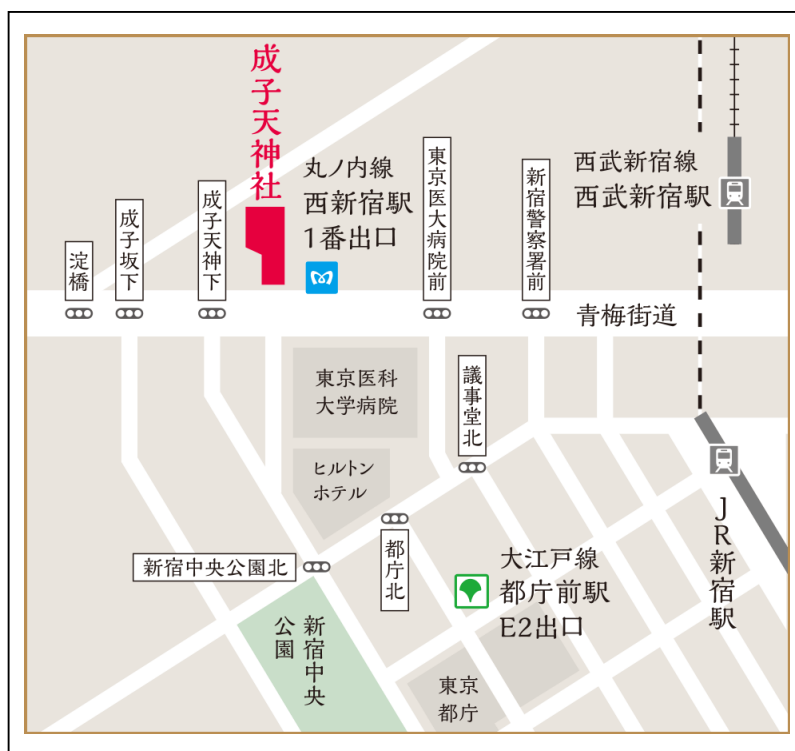 成子天神社
丸ノ内線
西新宿駅
1番出口
東京医大病院前
新宿警察署前
西武新宿線
西武新宿駅
淀橋
成子坂下
成子天神下
青梅街道
東京医科
大学病院
議事堂北
ヒルトン
ホテル
JR新宿駅
都庁北
新宿中央公園北
大江戸線
都庁前駅
E2出口
新宿中央
公園
東京
都庁